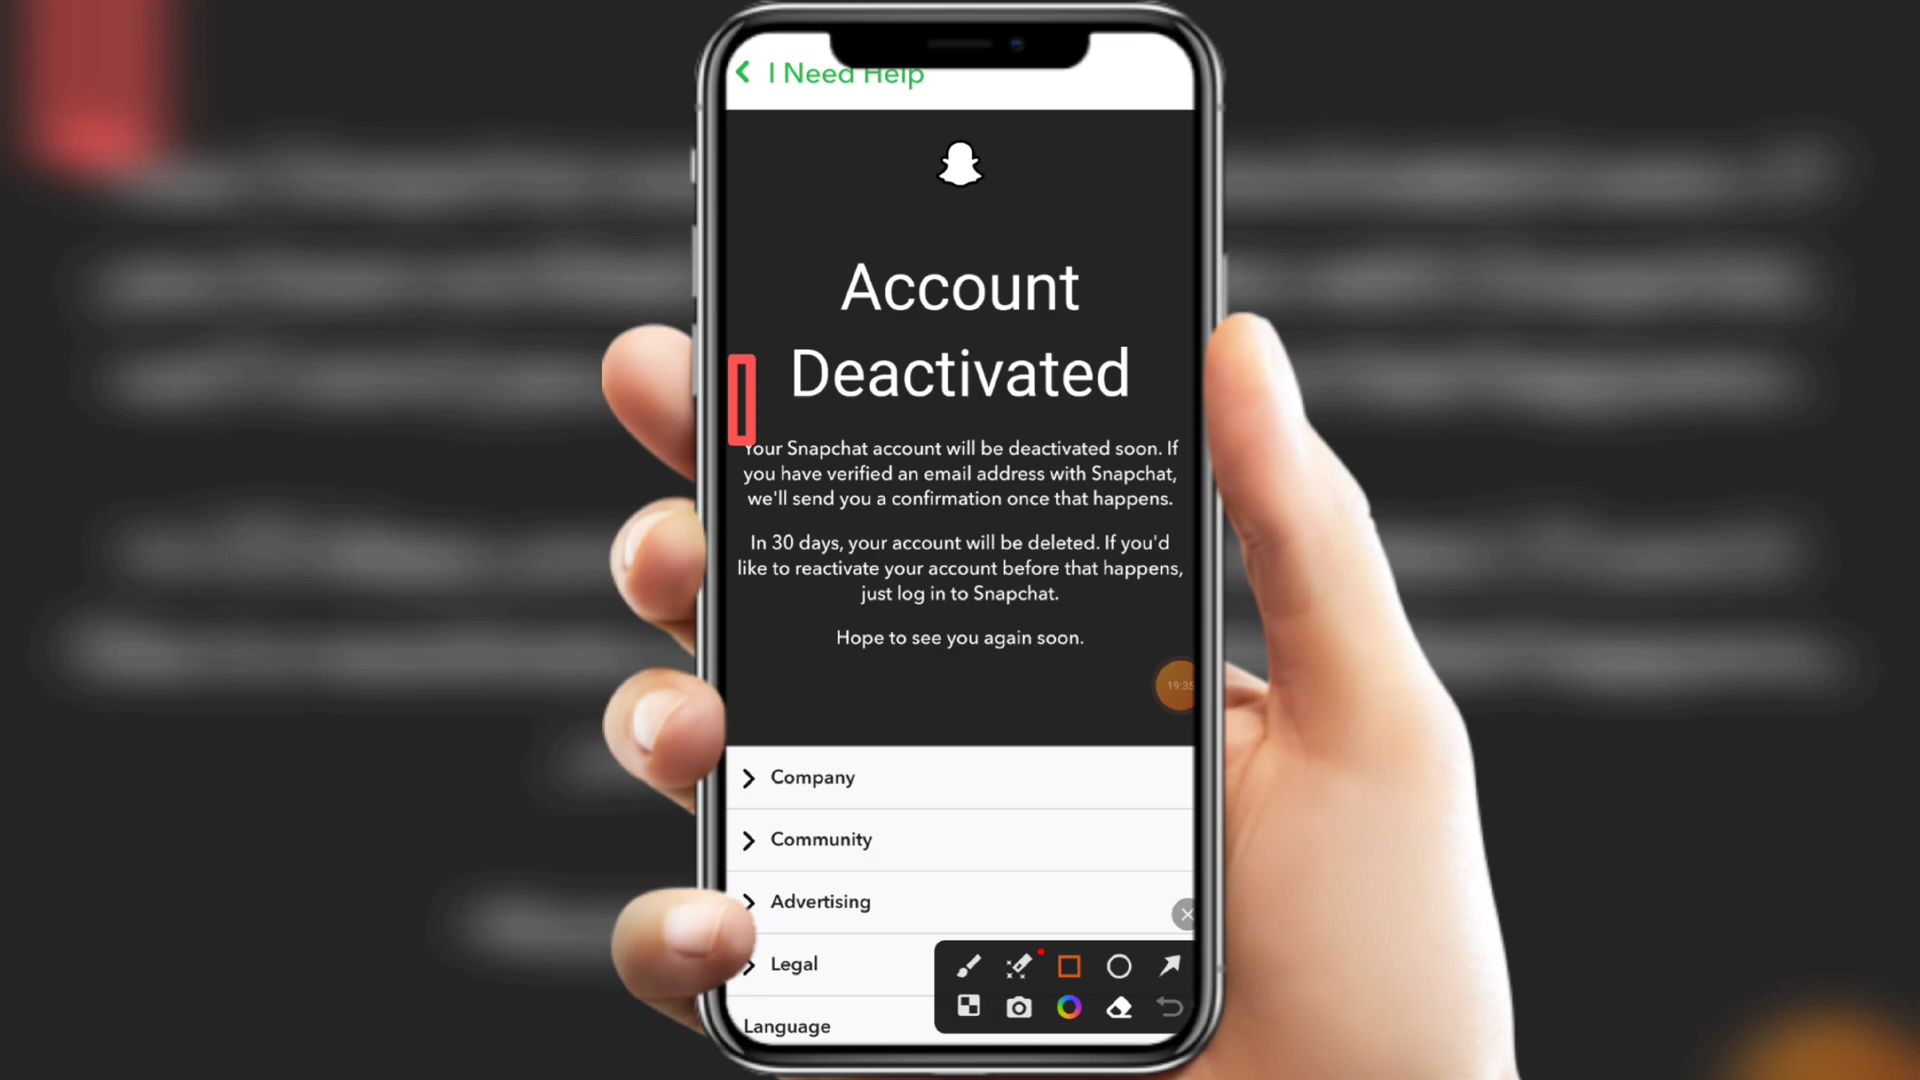 I Need Help
Account
Deactivated
Your Snapchat account will be deactivated soon. If
you have verified an email address with Snapchat,
we'll send you a confirmation once that happens.
In 30 days, your account will be deleted. If you'd
like to reactivate your account before that happens,
just log in to Snapchat.
Hope to see you again soon.
19:35
Company
Community
Advertising
Legal
Language